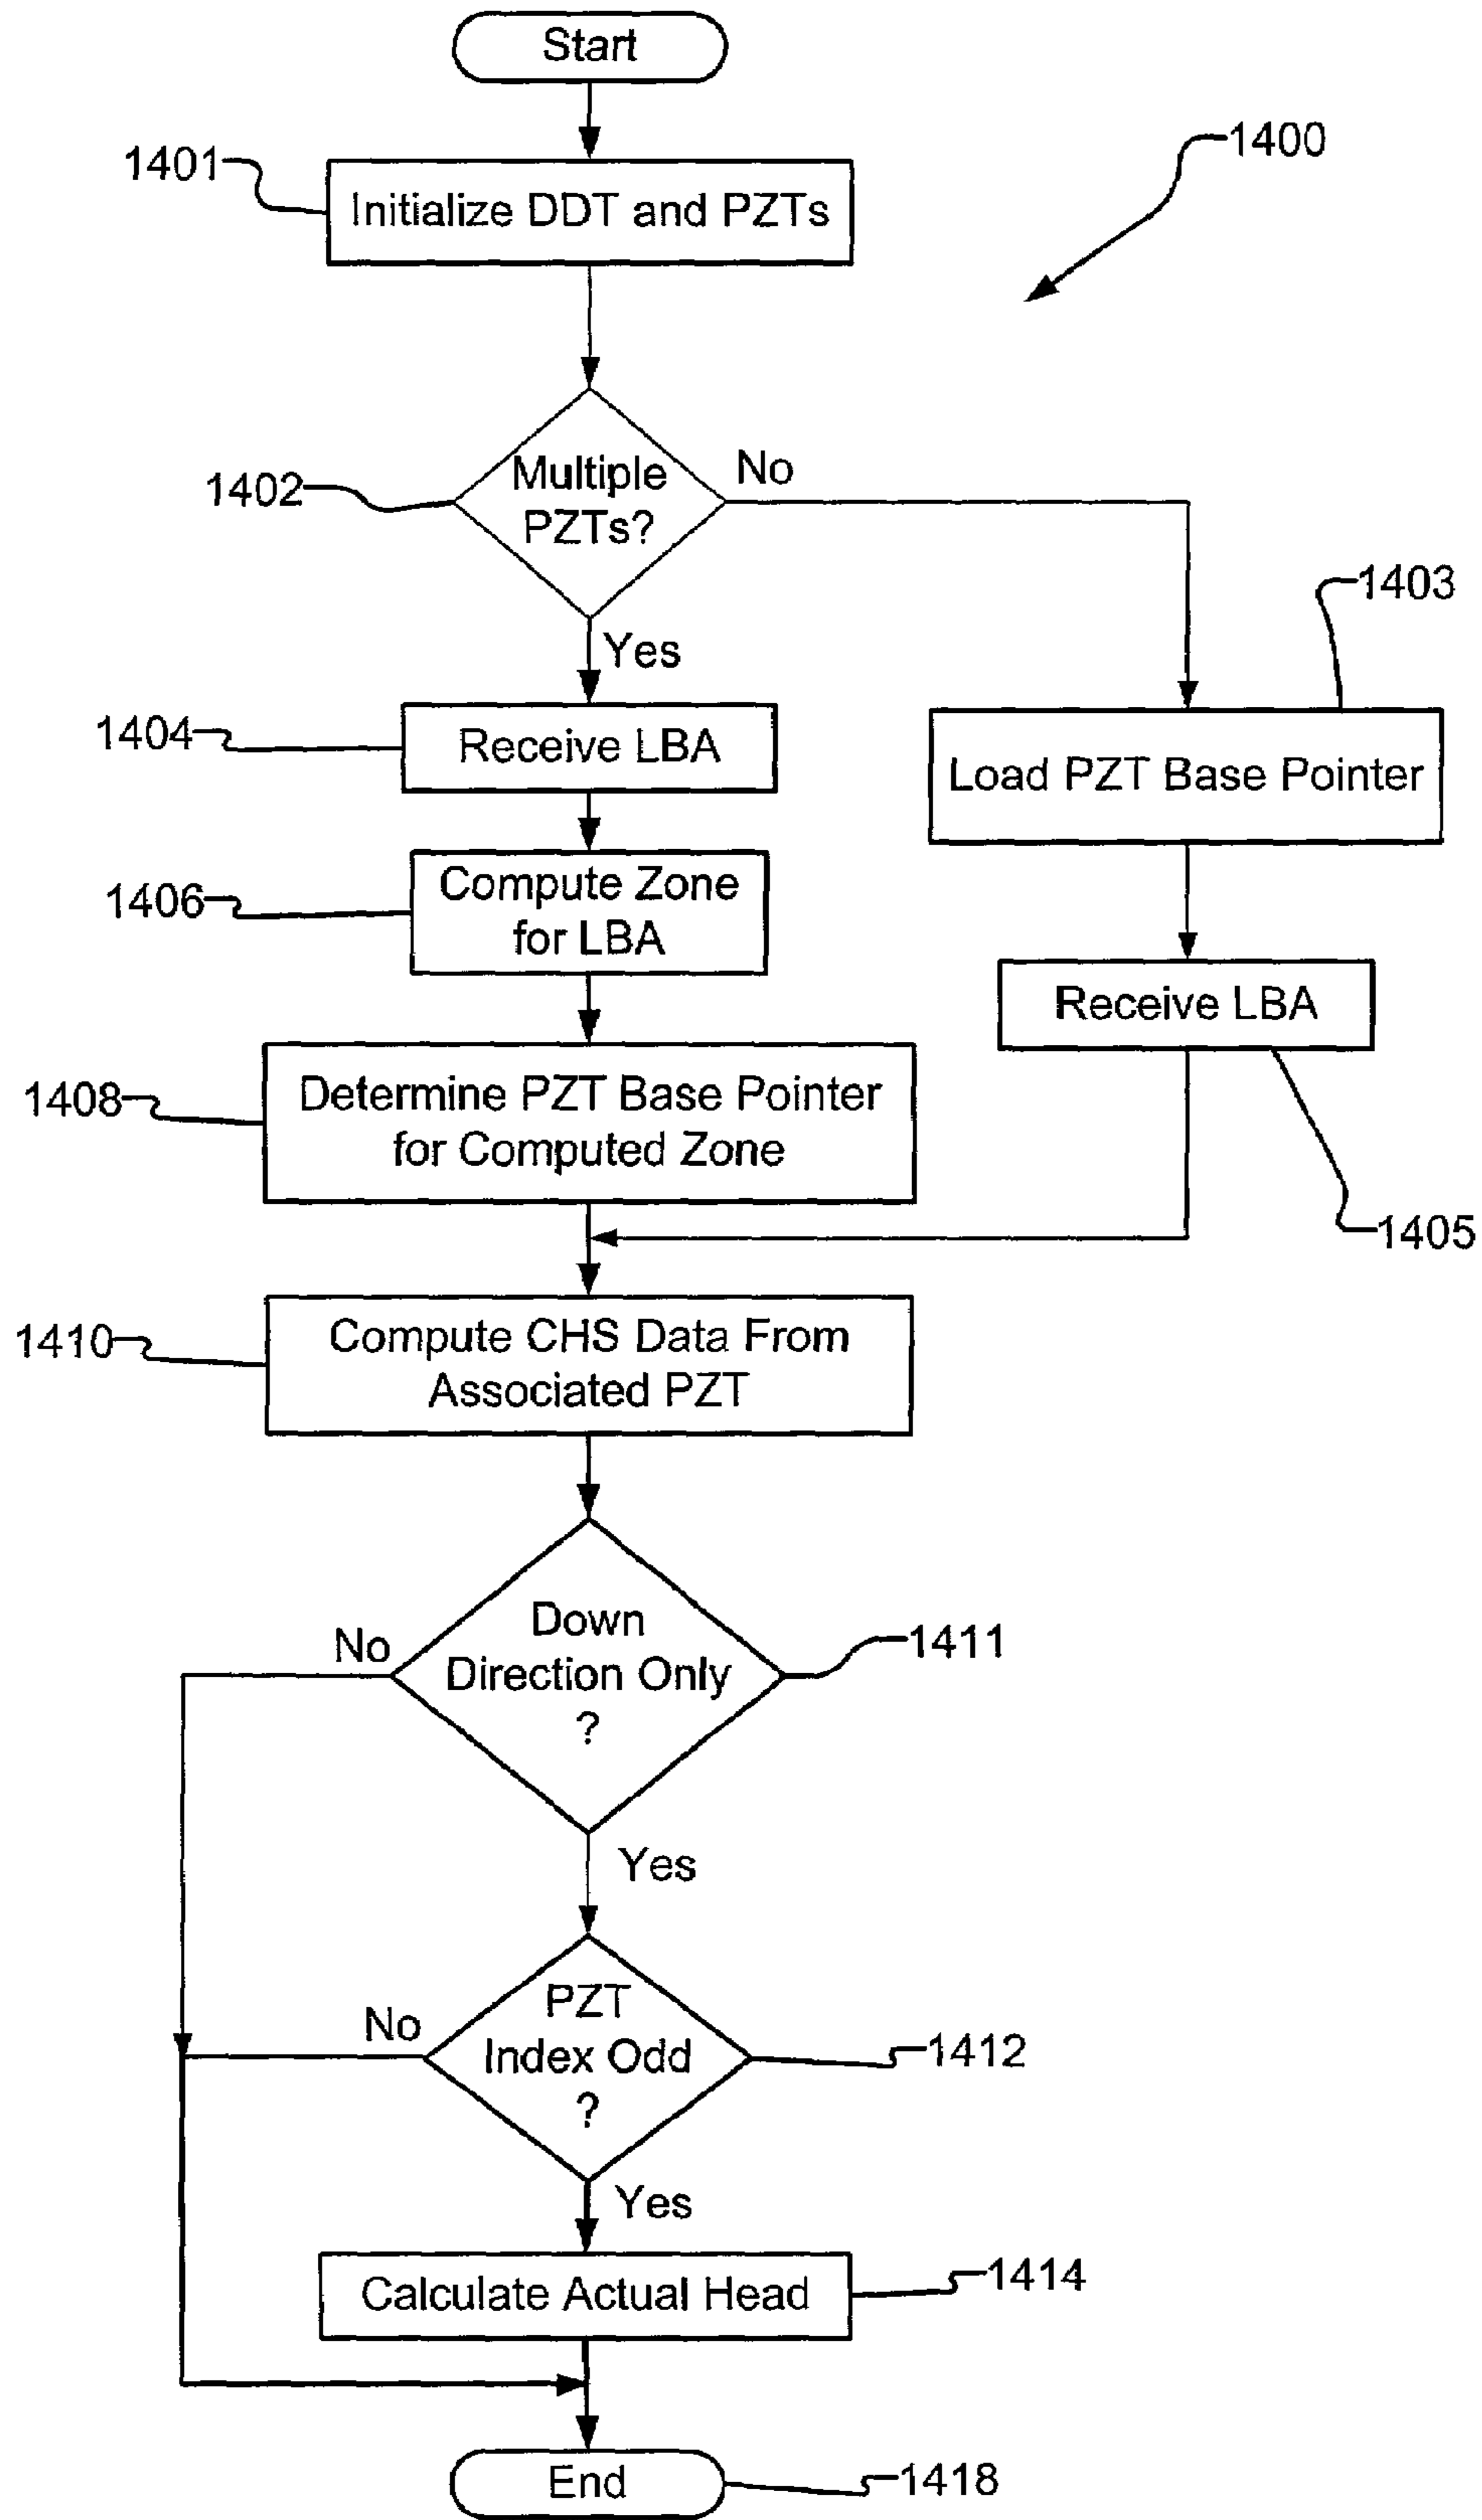 Start
1400
1401
Initialize DDT and PZTs
1402
Multiple
PZTs?
No
Yes
1403
1404
Receive LBA
Load PZT Base Pointer
1406
Compute Zone
for LBA
Receive LBA
1405
1408
Determine PZT Base Pointer
for Computed Zone
1410
Compute CHS Data From
Associated PZT
No
Down
Direction Only
?
1411
Yes
No
PZT
Index Odd
?
1412
Yes
Calculate Actual Head
1414
End
1418